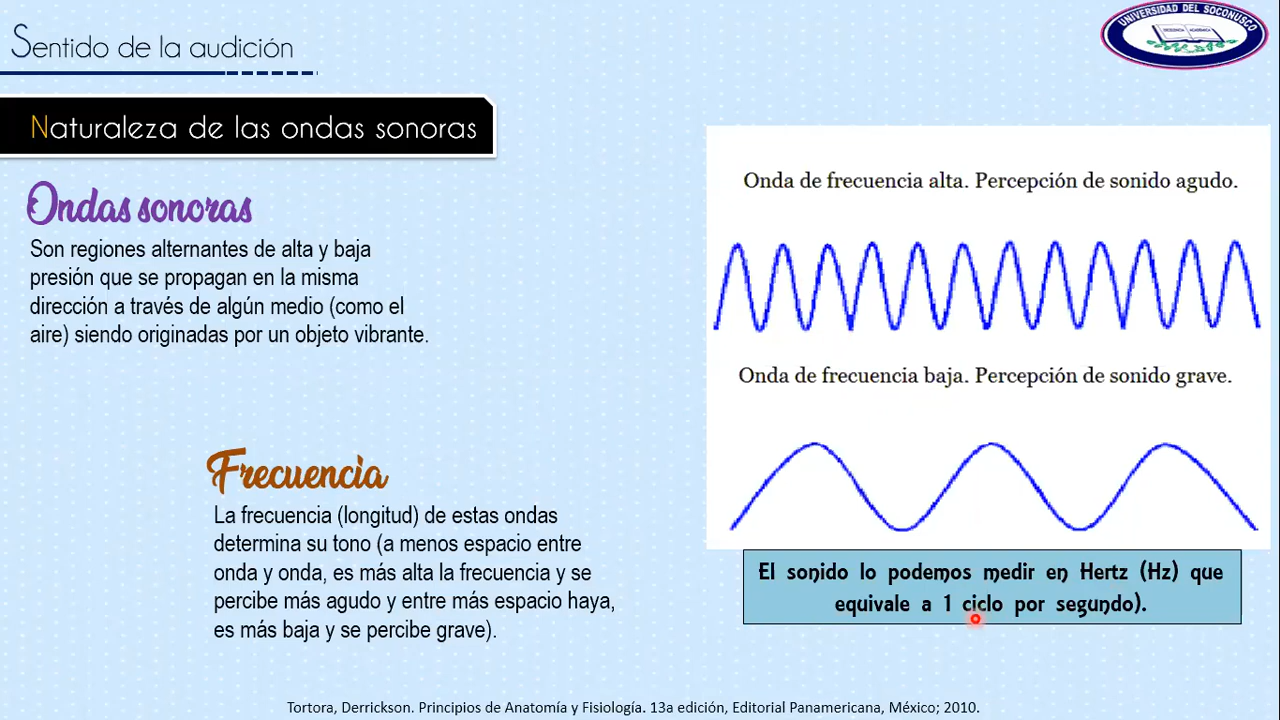 Sentido de la audición
UNIVERSIDAD DEL SOCONUSCO
Naturaleza de las ondas sonoras
Ondas sonoras
Son regiones alternantes de alta y baja
presión que se propagan en la misma
dirección a través de algún medio (como el
aire) siendo originadas por un objeto vibrante.
Frecuencia
La frecuencia (longitud) de estas ondas
determina su tono (a menos espacio entre
onda y onda, es más alta la frecuencia y se
percibe más agudo y entre más espacio haya,
es más baja y se percibe grave).
Onda de frecuencia alta. Percepción de sonido agudo.
Onda de frecuencia baja. Percepción de sonido grave.
El sonido lo podemos medir en Hertz (Hz) que
equivale a 1 ciclo por segundo).
Tortora, Derrickson. Principios de Anatomía y Fisiología. 13a edición, Editorial Panamericana, México; 2010.